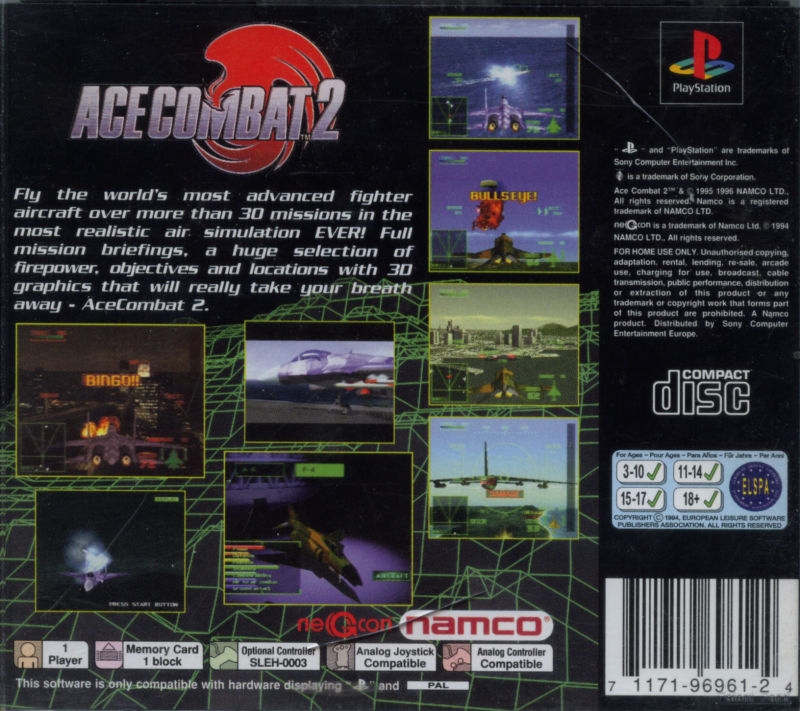 ACE COMBAT 2™
Fly the world's most advanced fighter
aircraft over more than 30 missions in the
most realistic air simulation EVER! Full
mission briefings, a huge selection of
firepower, objectives and locations with 3D
graphics that will really take your breath
away - AceCombat 2.
BULLSEYE!
BINGO!!
REPLAY
PRESS START BUTTON
F-4
AIRCRAFT
PlayStation
" " and "PlayStation" are trademarks of
Sony Computer Entertainment Inc.
is a trademark of Sony Corporation.
Ace Combat 2™ & © 1995 1996 NAMCO LTD.,
All rights reserved. Namco is a registered
trademark of NAMCO LTD.
neGcon is a trademark of Namco Ltd. © 1994
NAMCO LTD., All rights reserved.
FOR HOME USE ONLY. Unauthorised copying,
adaptation, rental, lending, re-sale, arcade
use, charging for use, broadcast, cable
transmission, public performance, distribution
or extraction of this product or any
trademark or copyright work that forms part
of this product are prohibited. A Namco
product. Distributed by Sony Computer
Entertainment Europe.
COMPACT
disc
For Ages – Pour Ages – Para Años – Für Jahre – Per Anni
3-10 11-14
15-17 18+
ELSPA
COPYRIGHT © 1994, EUROPEAN LEISURE SOFTWARE
PUBLISHERS ASSOCIATION. ALL RIGHTS RESERVED
neGcon namco®
1
Player
Memory Card
1 block
Optional Controller
SLEH-0003
Analog Joystick
Compatible
Analog Controller
Compatible
This software is only compatible with hardware displaying " " and PAL
7 1171-96961-2 4